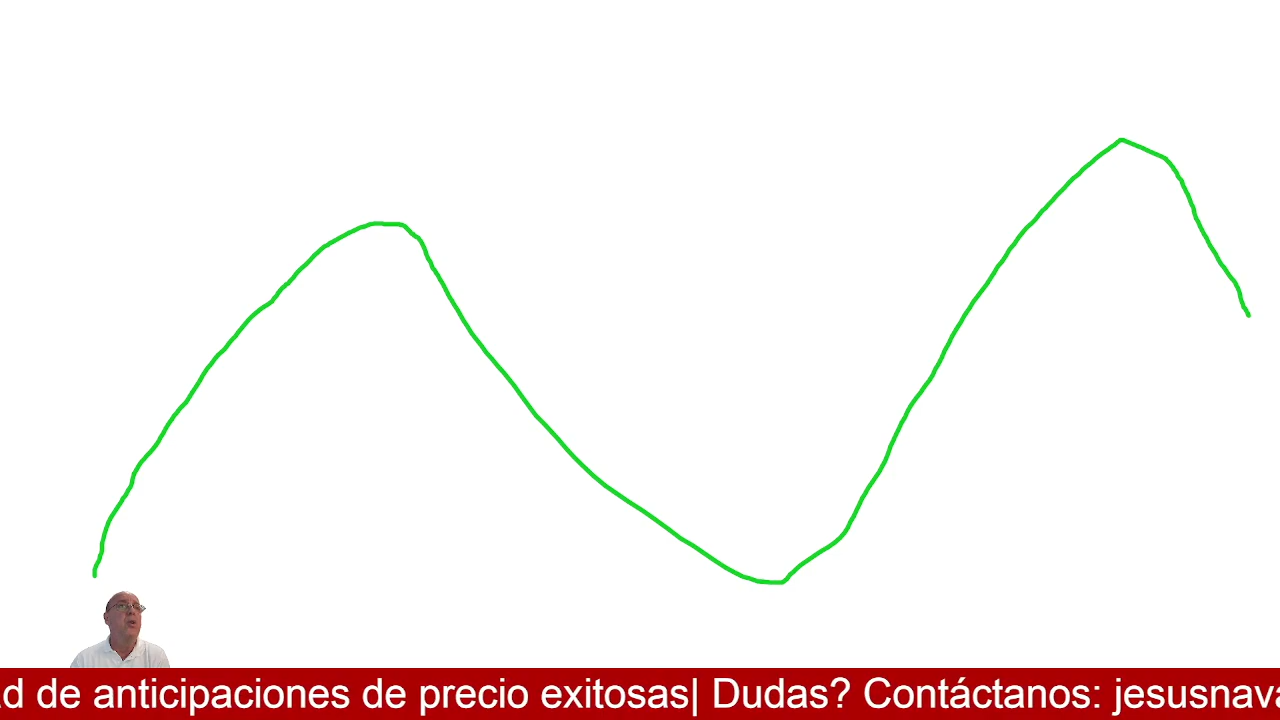 de anticipaciones de precio exitosas| Dudas? Contáctanos: